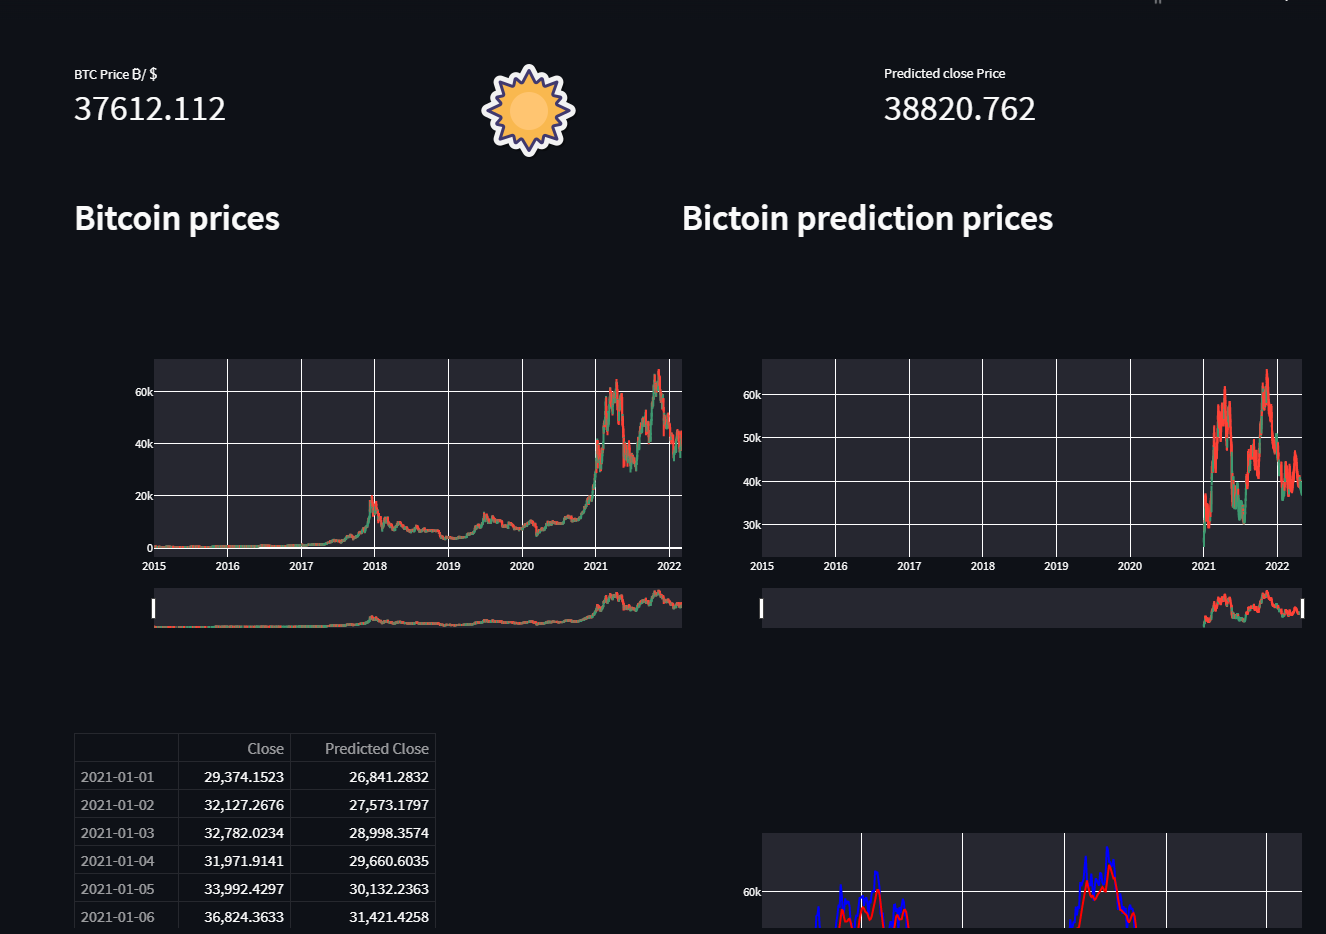 BTC Price ₿/ $
37612.112
Predicted close Price
38820.762
Bitcoin prices
Bictoin prediction prices
60k
40k
20k
0
2015 2016 2017 2018 2019 2020 2021 2022
60k
50k
40k
30k
2015 2016 2017 2018 2019 2020 2021 2022
Close Predicted Close
2021-01-01 29,374.1523 26,841.2832
2021-01-02 32,127.2676 27,573.1797
2021-01-03 32,782.0234 28,998.3574
2021-01-04 31,971.9141 29,660.6035
2021-01-05 33,992.4297 30,132.2363
2021-01-06 36,824.3633 31,421.4258
60k